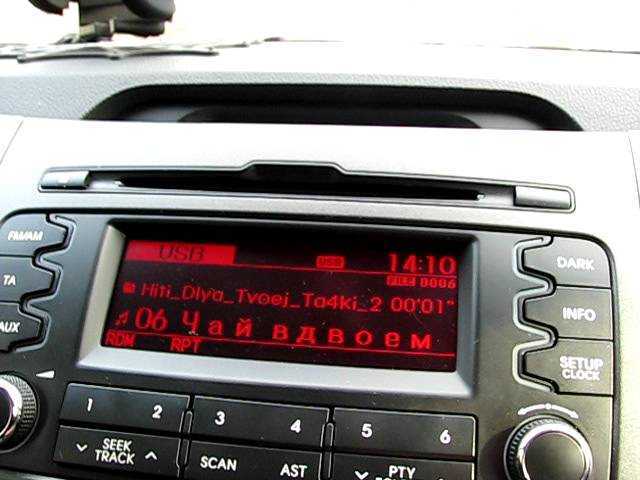 USB USB 14:10
FILE 0006
Hiti_Dlya_Tvoej_Ta4ki_2 00'01"
06 Чай вдвоем
RDM RPT
FM/AM
TA
AUX
DARK
INFO
SETUP
CLOCK
1 2 3 4 5 6
SEEK
TRACK
SCAN AST PTY